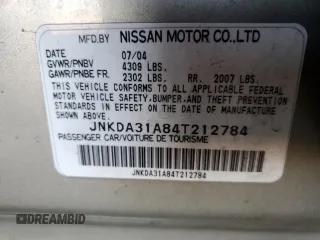 MFD.BY NISSAN MOTOR CO.,LTD
DATE 07/04
GVWR/PNBV 4309 LBS.
GAWR/PNBE FR. 2302 LBS. RR. 2007 LBS.
THIS VEHICLE CONFORMS TO ALL APPLICABLE FEDERAL
MOTOR VEHICLE SAFETY,BUMPER,AND THEFT PREVENTION
STANDARDS IN EFFECT ON THE DATE OF MANUFACTURE
SHOWN ABOVE.
JNKDA31A84T212784
PASSENGER CAR/VOITURE DE TOURISME
JNKDA31A84T212784
DREAMBID